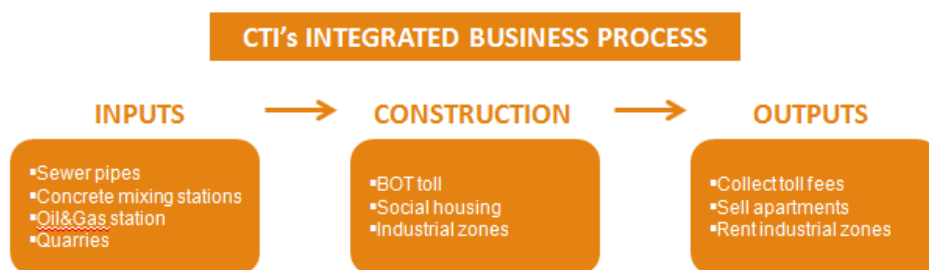 CTI's INTEGRATED BUSINESS PROCESS
INPUTS
▪Sewer pipes
▪Concrete mixing stations
▪Oil&Gas station
▪Quarries
CONSTRUCTION
▪BOT toll
▪Social housing
▪Industrial zones
OUTPUTS
▪Collect toll fees
▪Sell apartments
▪Rent industrial zones